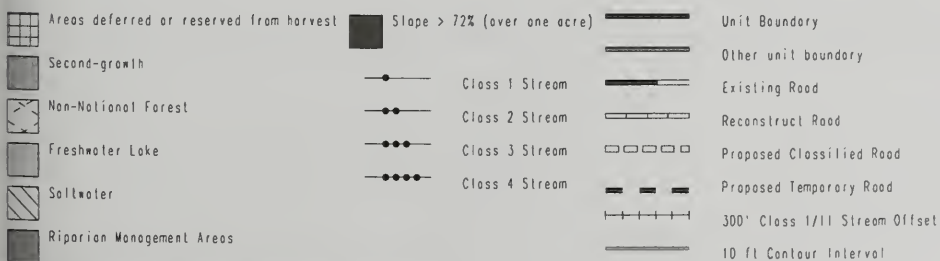 Areas deferred or reserved from harvest
Second-growth
Non-National Forest
Freshwater Lake
Saltwater
Riparian Management Areas
Slope > 72% (over one acre)
Class 1 Stream
Class 2 Stream
Class 3 Stream
Class 4 Stream
Unit Boundary
Other unit boundary
Existing Road
Reconstruct Road
Proposed Classified Road
Proposed Temporary Road
300' Class I/II Stream Offset
10 ft Contour Interval